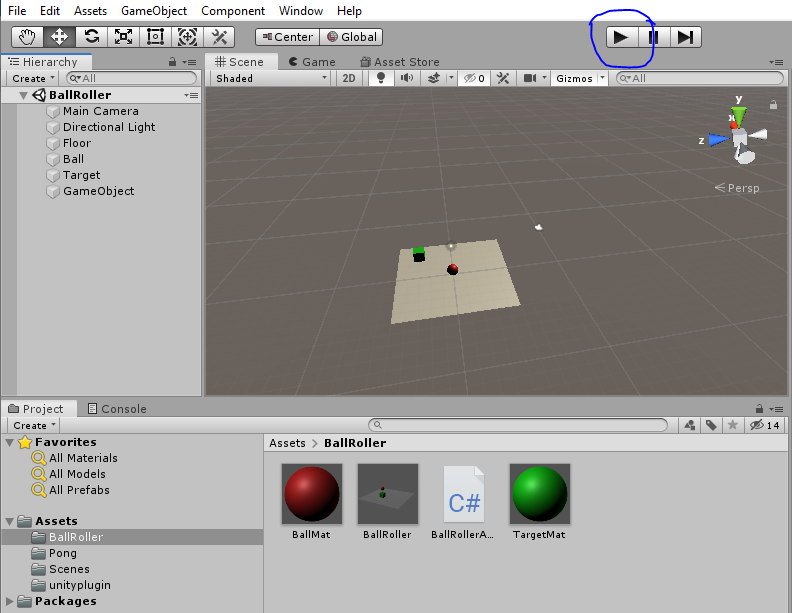 File Edit Assets GameObject Component Window Help
Center Global
Hierarchy
Scene Game Asset Store
Create All
Shaded 2D 0 Gizmos All
BallRoller
Main Camera
Directional Light
Floor
Ball
Target
GameObject
y
x
z
Persp
Project Console
Create 14
Favorites
All Materials
All Models
All Prefabs
Assets
BallRoller
Pong
Scenes
unityplugin
Packages
Assets > BallRoller
C#
BallMat BallRoller BallRollerA... TargetMat